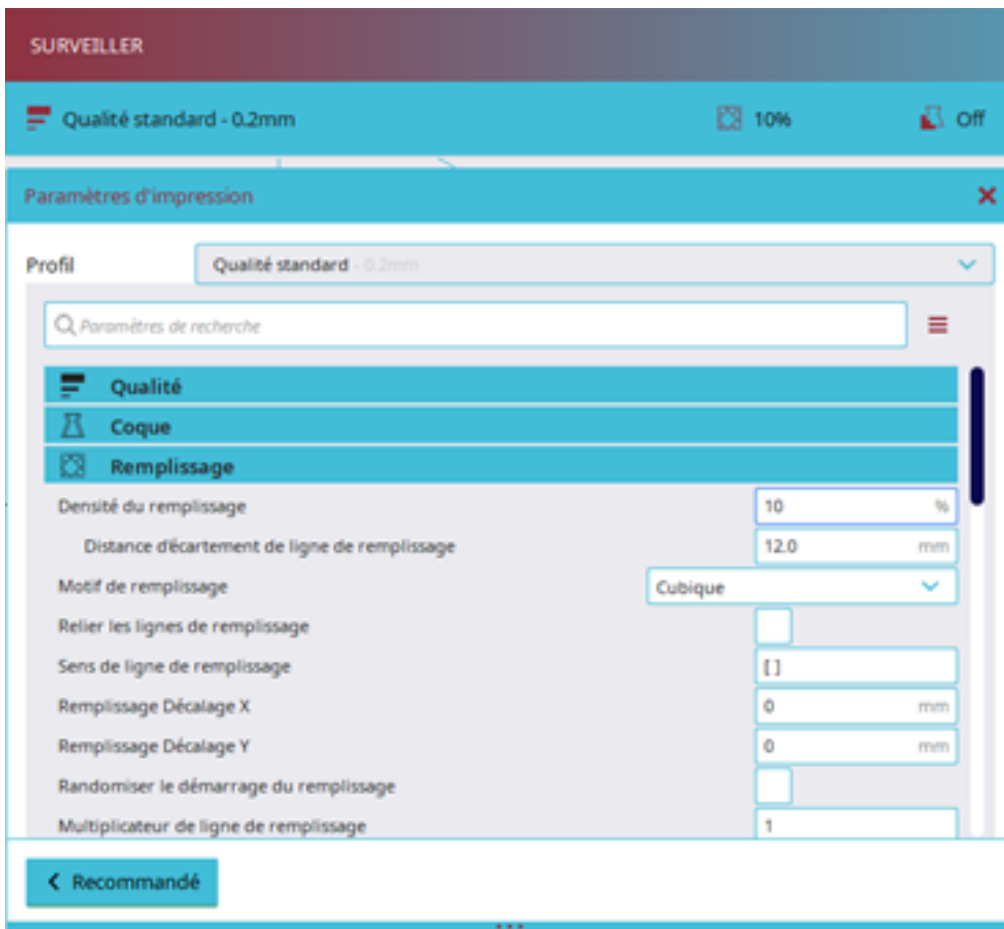 SURVEILLER
Qualité standard - 0.2mm 10% Off
Paramètres d'impression
Profil Qualité standard - 0.2mm
Paramètres de recherche
Qualité
Coque
Remplissage
Densité du remplissage 10 %
Distance d'écartement de ligne de remplissage 12.0 mm
Motif de remplissage Cubique
Relier les lignes de remplissage
Sens de ligne de remplissage [ ]
Remplissage Décalage X 0 mm
Remplissage Décalage Y 0 mm
Randomiser le démarrage du remplissage
Multiplicateur de ligne de remplissage 1
Recommandé